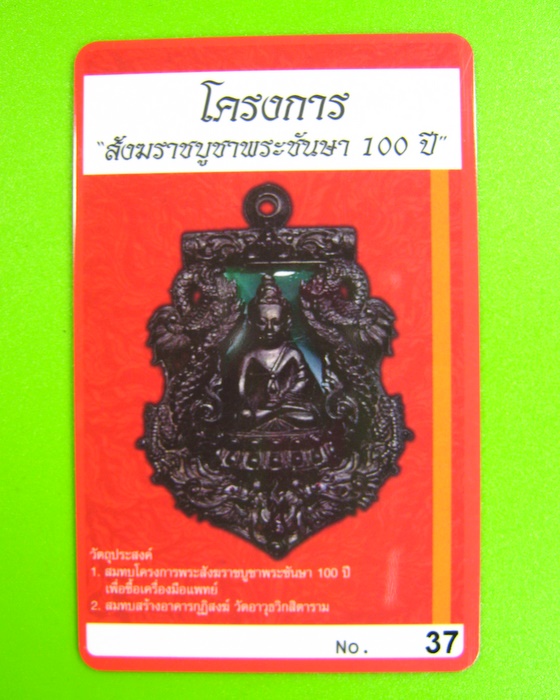 โครงการ
"สังฆราชบูชาพระชันษา 100 ปี"
วัตถุประสงค์
1. สมทบโครงการพระสังฆราชบูชาพระชันษา 100 ปี
เพื่อซื้อเครื่องมือแพทย์
2. สมทบสร้างอาคารกุฏิสงฆ์ วัดอาวุธวิกสิตาราม
No. 37